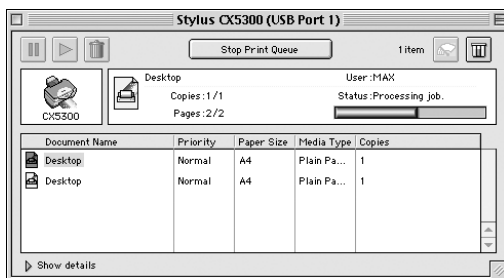 Stylus CX5300 (USB Port 1)
Stop Print Queue
1 item
Desktop User :MAX
Copies :1 /1 Status :Processing job.
CX5300 Pages :2/2
Document Name Priority Paper Size Media Type Copies
Desktop Normal A4 Plain Pa... 1
Desktop Normal A4 Plain Pa... 1
Show details